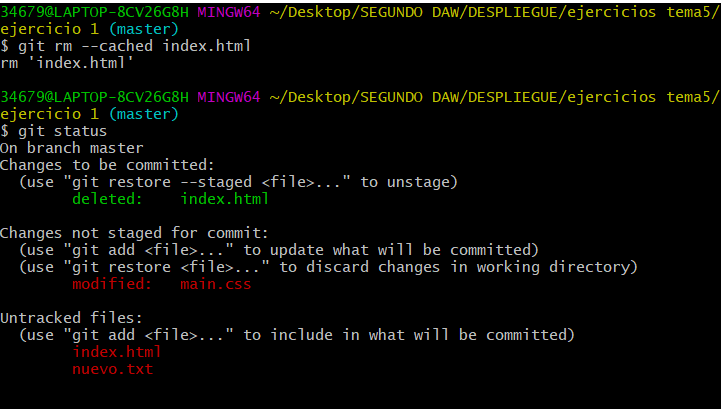 34679@LAPTOP-8CV26G8H MINGW64 ~/Desktop/SEGUNDO DAW/DESPLIEGUE/ejercicios tema5/
ejercicio 1 (master)
$ git rm --cached index.html
rm 'index.html'
34679@LAPTOP-8CV26G8H MINGW64 ~/Desktop/SEGUNDO DAW/DESPLIEGUE/ejercicios tema5/
ejercicio 1 (master)
$ git status
On branch master
Changes to be committed:
  (use "git restore --staged <file>..." to unstage)
        deleted:    index.html
Changes not staged for commit:
  (use "git add <file>..." to update what will be committed)
  (use "git restore <file>..." to discard changes in working directory)
        modified:   main.css
Untracked files:
  (use "git add <file>..." to include in what will be committed)
        index.html
        nuevo.txt